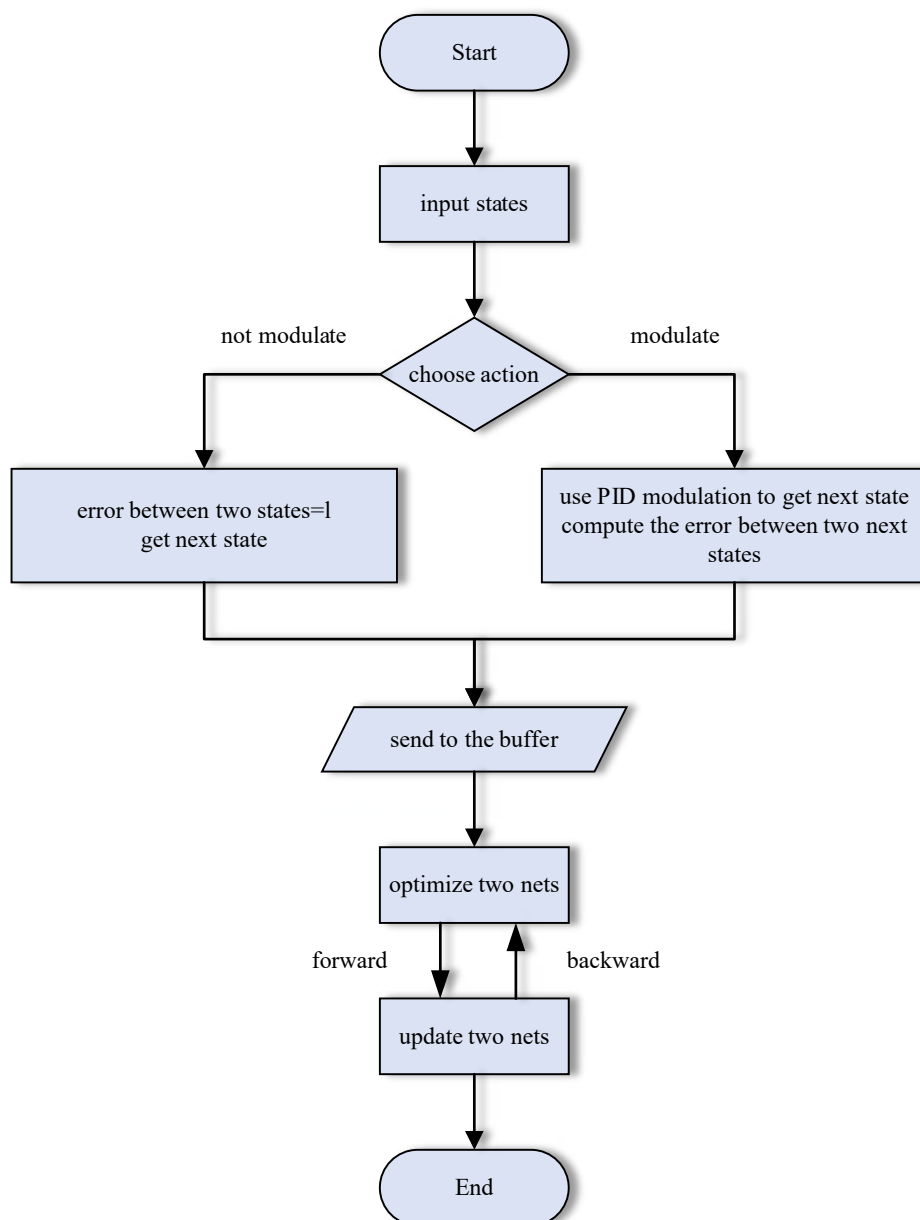 Start
input states
not modulate
modulate
choose action
error between two states=l
get next state
use PID modulation to get next state
compute the error between two next
states
send to the buffer
optimize two nets
forward
backward
update two nets
End